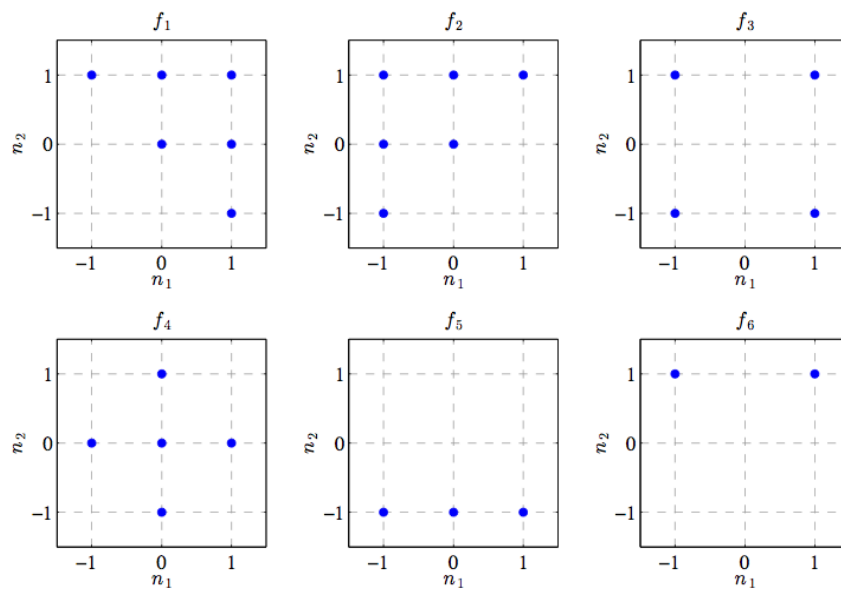 f₁ f₂ f₃
1 1 1
n₂ 0 n₂ 0 n₂ 0
−1 −1 −1
−1 0 1 −1 0 1 −1 0 1
n₁ n₁ n₁
f₄ f₅ f₆
1 1 1
n₂ 0 n₂ 0 n₂ 0
−1 −1 −1
−1 0 1 −1 0 1 −1 0 1
n₁ n₁ n₁